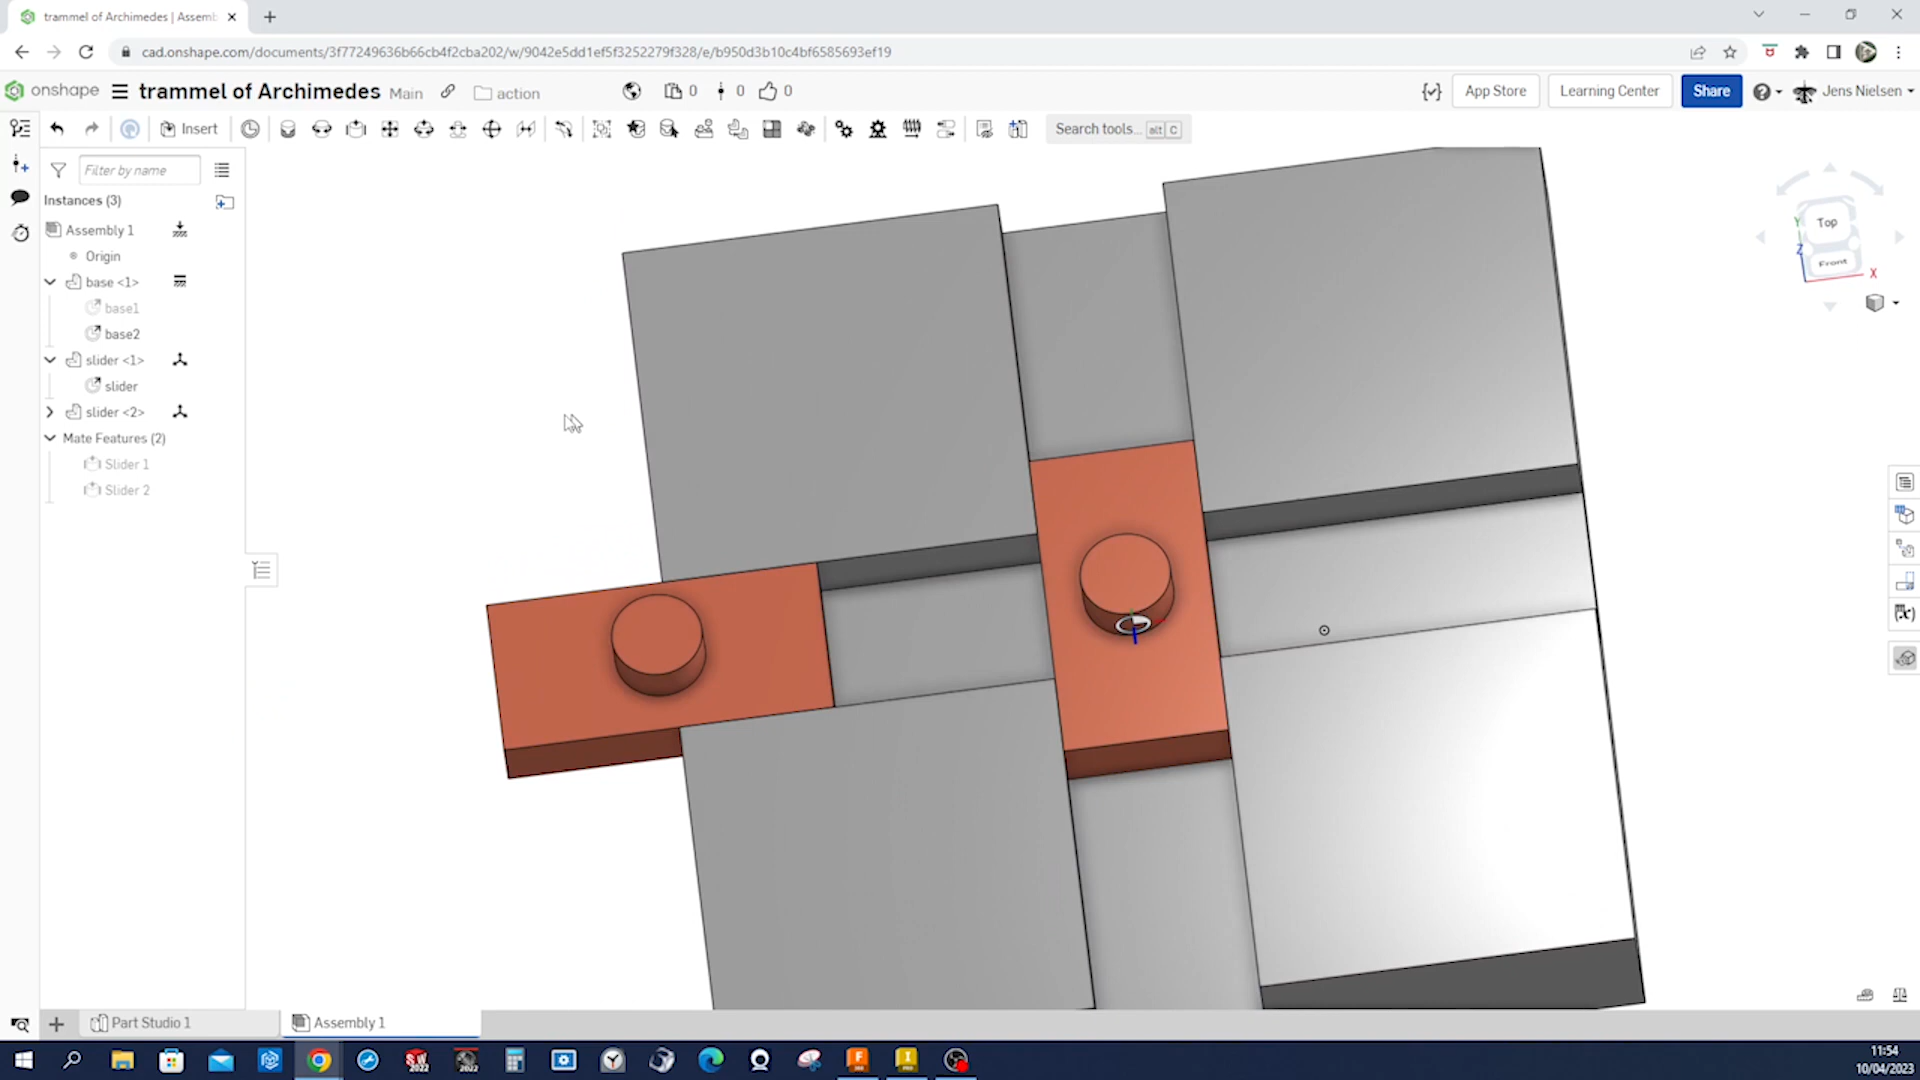 trammel of Archimedes | Assemb
cad.onshape.com/documents/3f77249636b66cb4f2cba202/w/9042e5dd1ef5f3252279f328/e/b950d3b10c4bf6585693ef19
onshape trammel of Archimedes Main action 0 0 0 App Store Learning Center Share Jens Nielsen
Insert Search tools... alt C
Filter by name
Instances (3)
Assembly 1
Origin
base <1>
base1
base2
slider <1>
slider
slider <2>
Mate Features (2)
Slider 1
Slider 2
Top
Front
Y
Z
X
(x)
Part Studio 1
Assembly 1
SW 2022
2022
F
I
11:54
10/04/2023